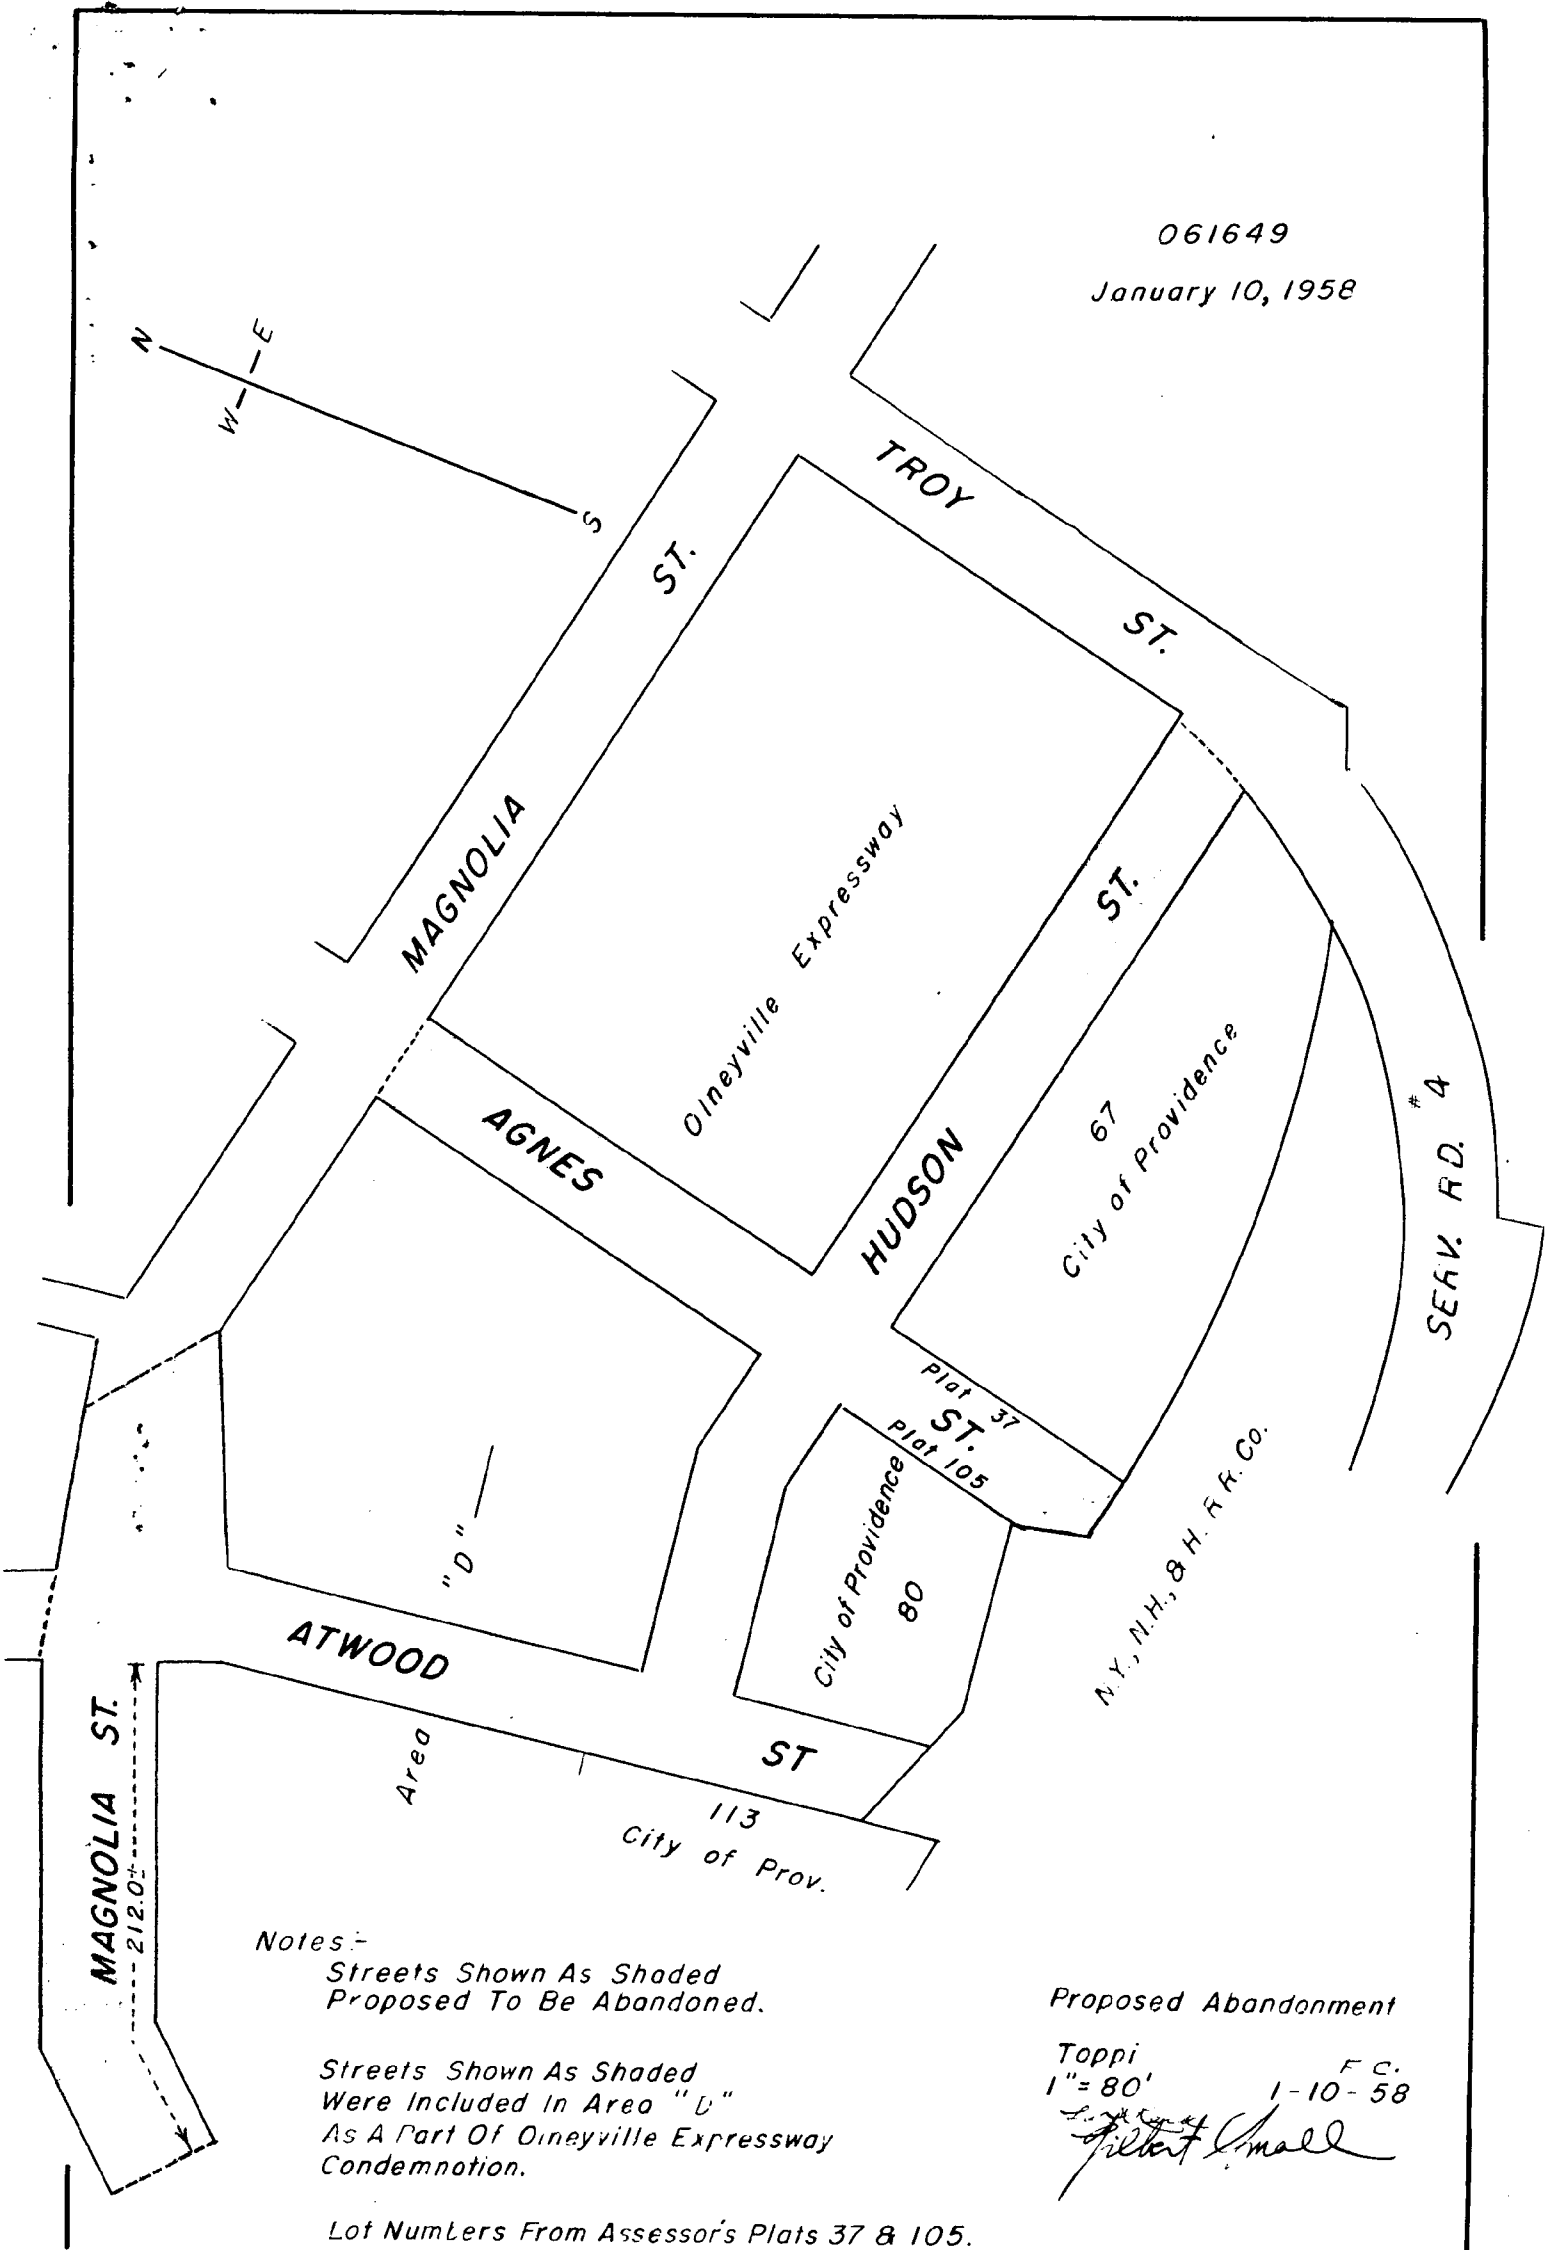 061649
January 10, 1958
N
E
W
S
TROY
ST.
ST.
MAGNOLIA
Olneyville Expressway
ST.
AGNES
HUDSON
67
City of Providence
SERV. RD. #4
Plat 37
ST.
Plat 105
City of Providence
80
N.Y., N.H., & H. R.R. Co.
"D"
ATWOOD
ST
Area
113
City of Prov.
MAGNOLIA ST.
212.0±
Notes:-
Streets Shown As Shaded
Proposed To Be Abandoned.
Streets Shown As Shaded
Were Included In Area "D"
As A Part Of Olneyville Expressway
Condemnation.
Lot Numbers From Assessor's Plats 37 & 105.
Proposed Abandonment
Toppi
F. C.
1"= 80'
1-10-58
Gilbert Small